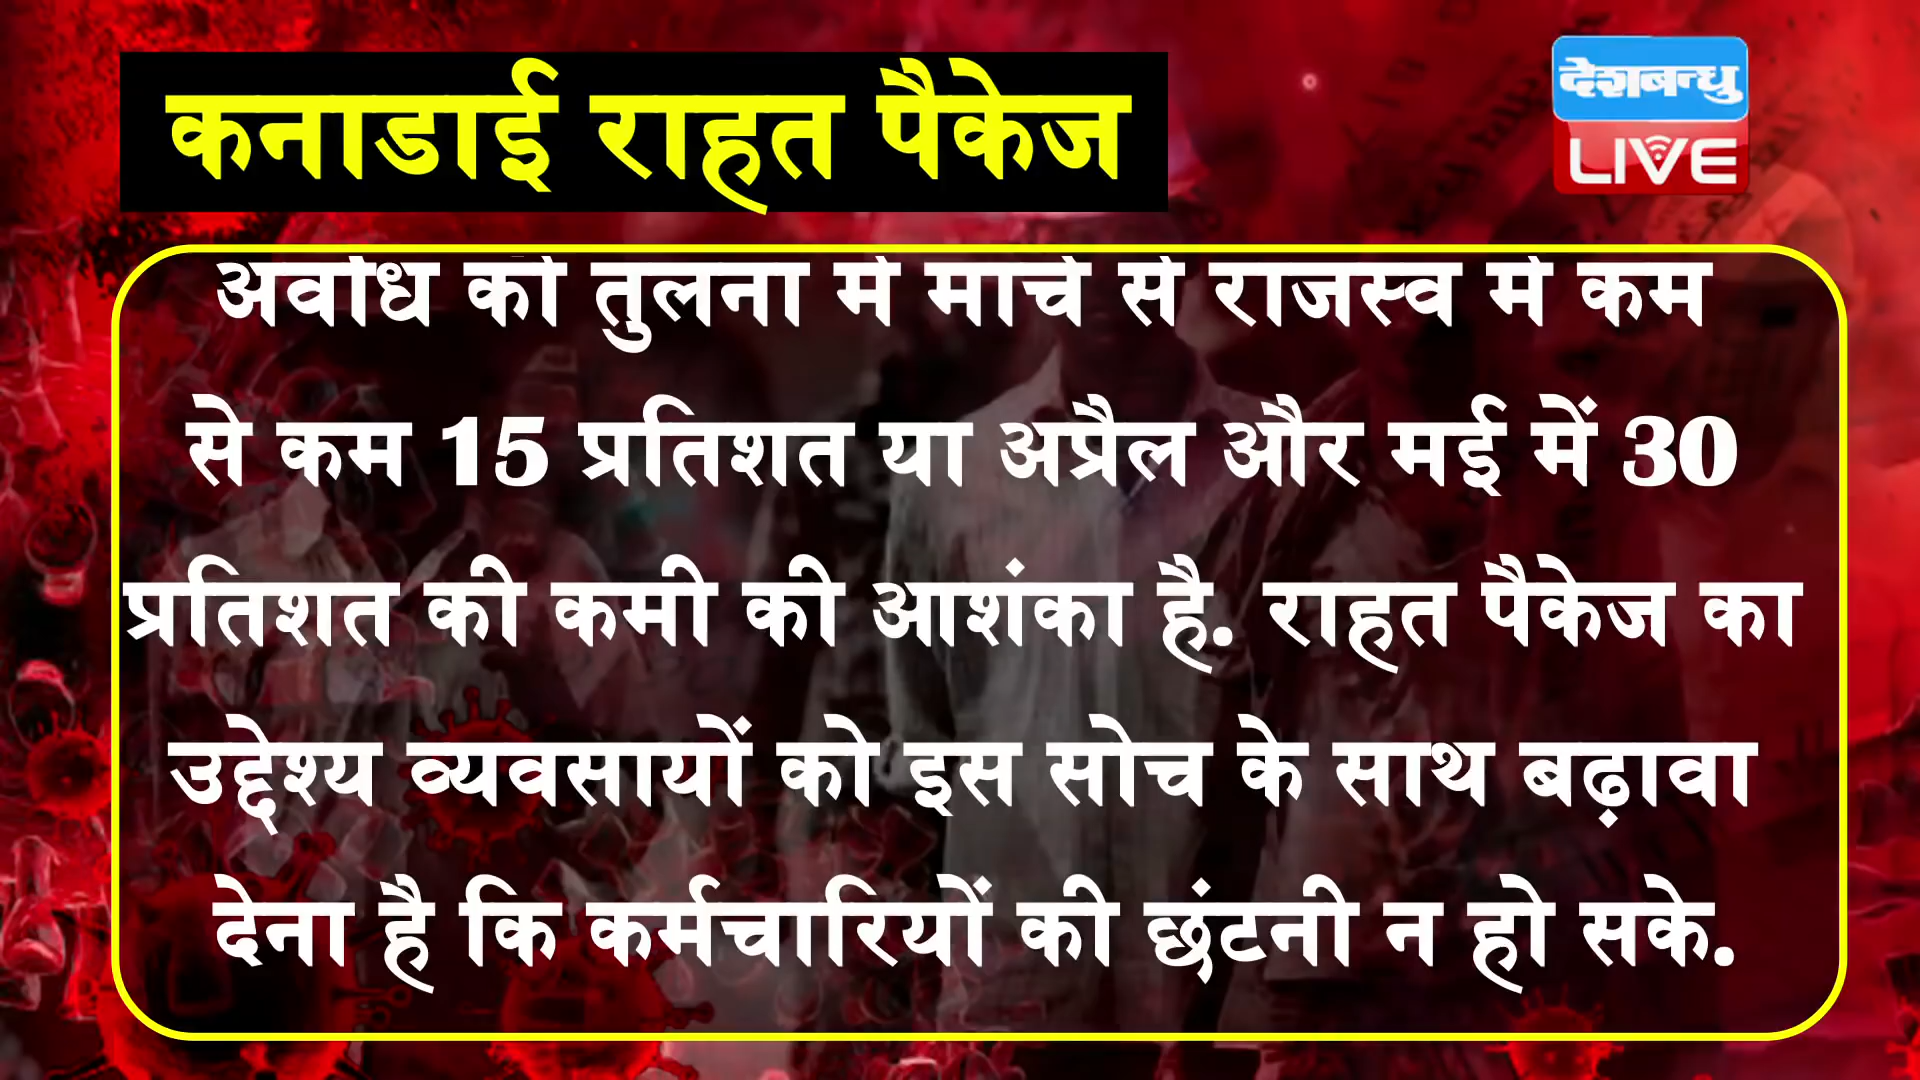 कनाडाई राहत पैकेज
देशबन्धु
LIVE
अवधि की तुलना में मार्च से राजस्व में कम
से कम 15 प्रतिशत या अप्रैल और मई में 30
प्रतिशत की कमी की आशंका है. राहत पैकेज का
उद्देश्य व्यवसायों को इस सोच के साथ बढ़ावा
देना है कि कर्मचारियों की छंटनी न हो सके.